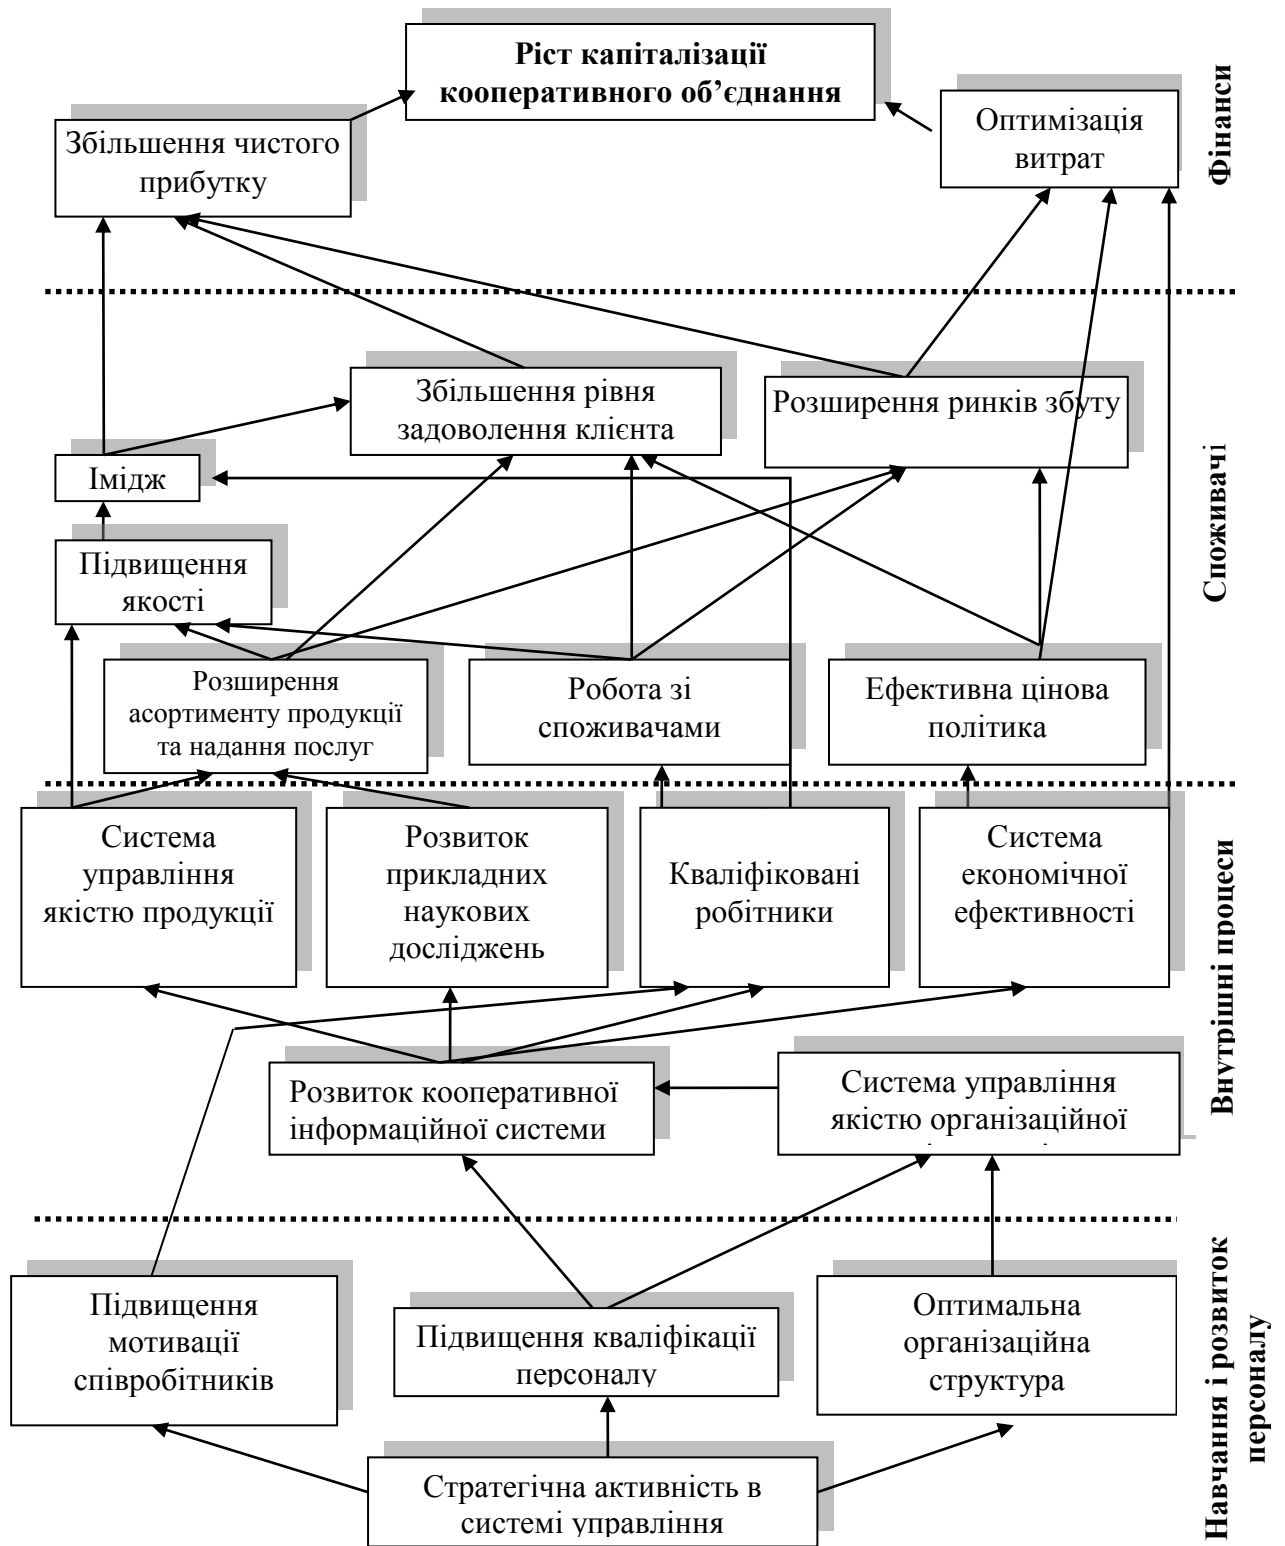 Ріст капіталізації
кооперативного об’єднання
Збільшення чистого
прибутку
Оптимізація
витрат
Фінанси
Збільшення рівня
задоволення клієнта
Розширення ринків збуту
Імідж
Підвищення
якості
Споживачі
Розширення
асортименту продукції
та надання послуг
Робота зі
споживачами
Ефективна цінова
політика
Система
управління
якістю продукції
Розвиток
прикладних
наукових
досліджень
Кваліфіковані
робітники
Система
економічної
ефективності
Внутрішні процеси
Розвиток кооперативної
інформаційної системи
Система управління
якістю організаційної
Підвищення
мотивації
співробітників
Підвищення кваліфікації
персоналу
Оптимальна
організаційна
структура
Навчання і розвиток
персоналу
Стратегічна активність в
системі управління